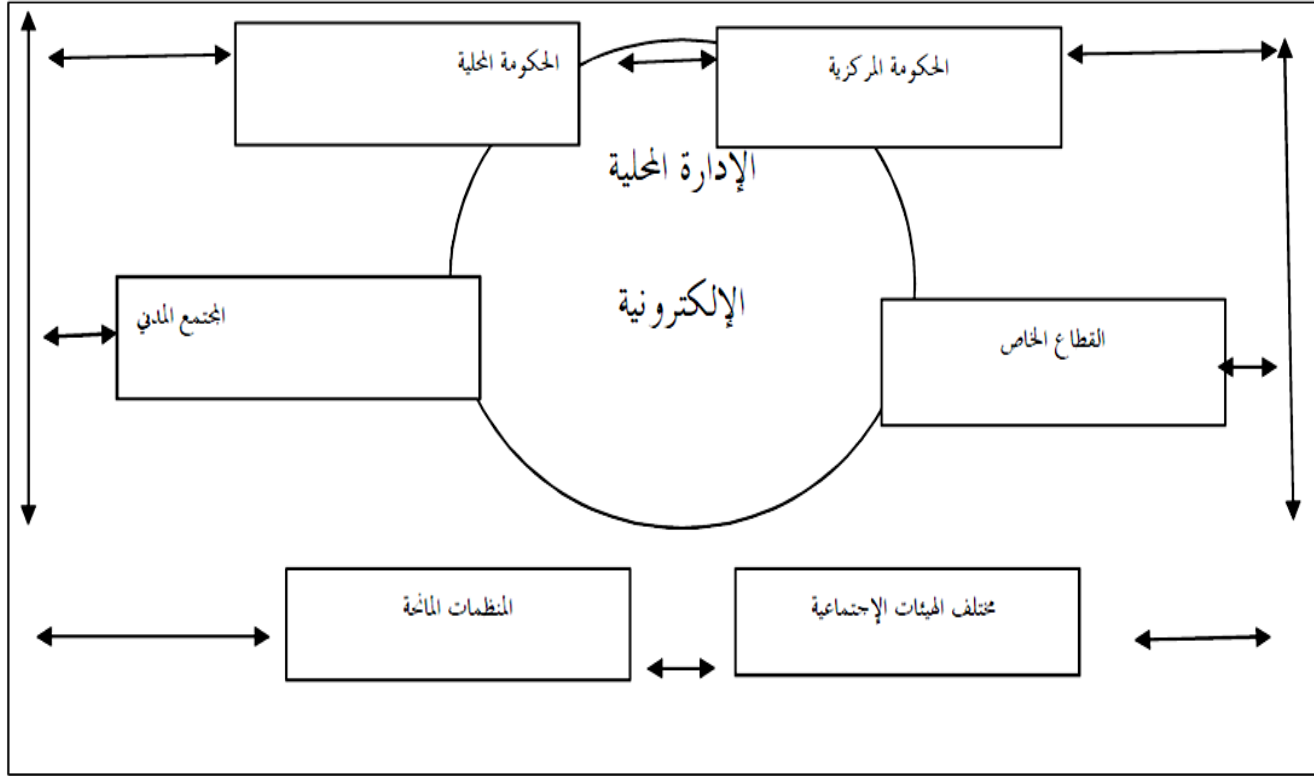 الحكومة المركزية
الحكومة المحلية
الإدارة المحلية
الإلكترونية
القطاع الخاص
المجتمع المدني
مختلف الهيئات الإجتماعية
المنظمات المانحة